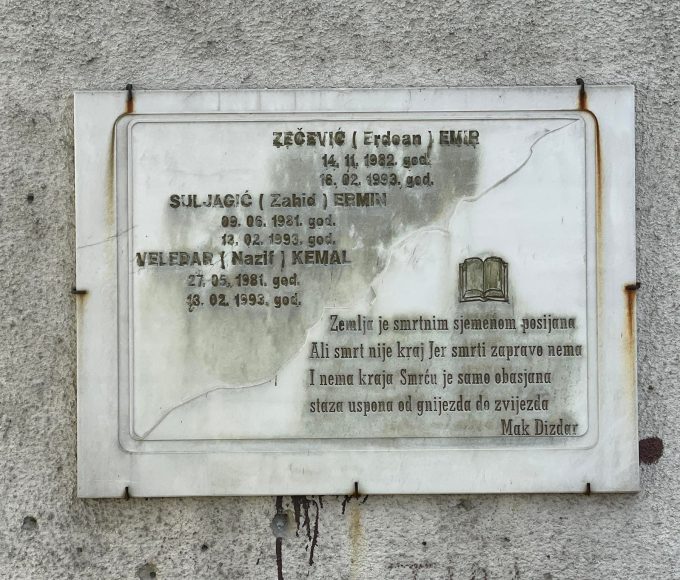 ZEČEVIĆ ( Erdoan ) EMIR
14. 11. 1982. god.
16. 02. 1993. god.
SULJAGIĆ ( Zahid ) ERMIN
09. 06. 1981. god.
13. 02. 1993. god.
VELEDAR ( Nazif ) KEMAL
27. 05. 1981. god.
13. 02. 1993. god.
Zemlja je smrtnim sjemenom posijana
Ali smrt nije kraj Jer smrti zapravo nema
I nema kraja Smrću je samo obasjana
staza uspona od gnijezda do zvijezda
Mak Dizdar